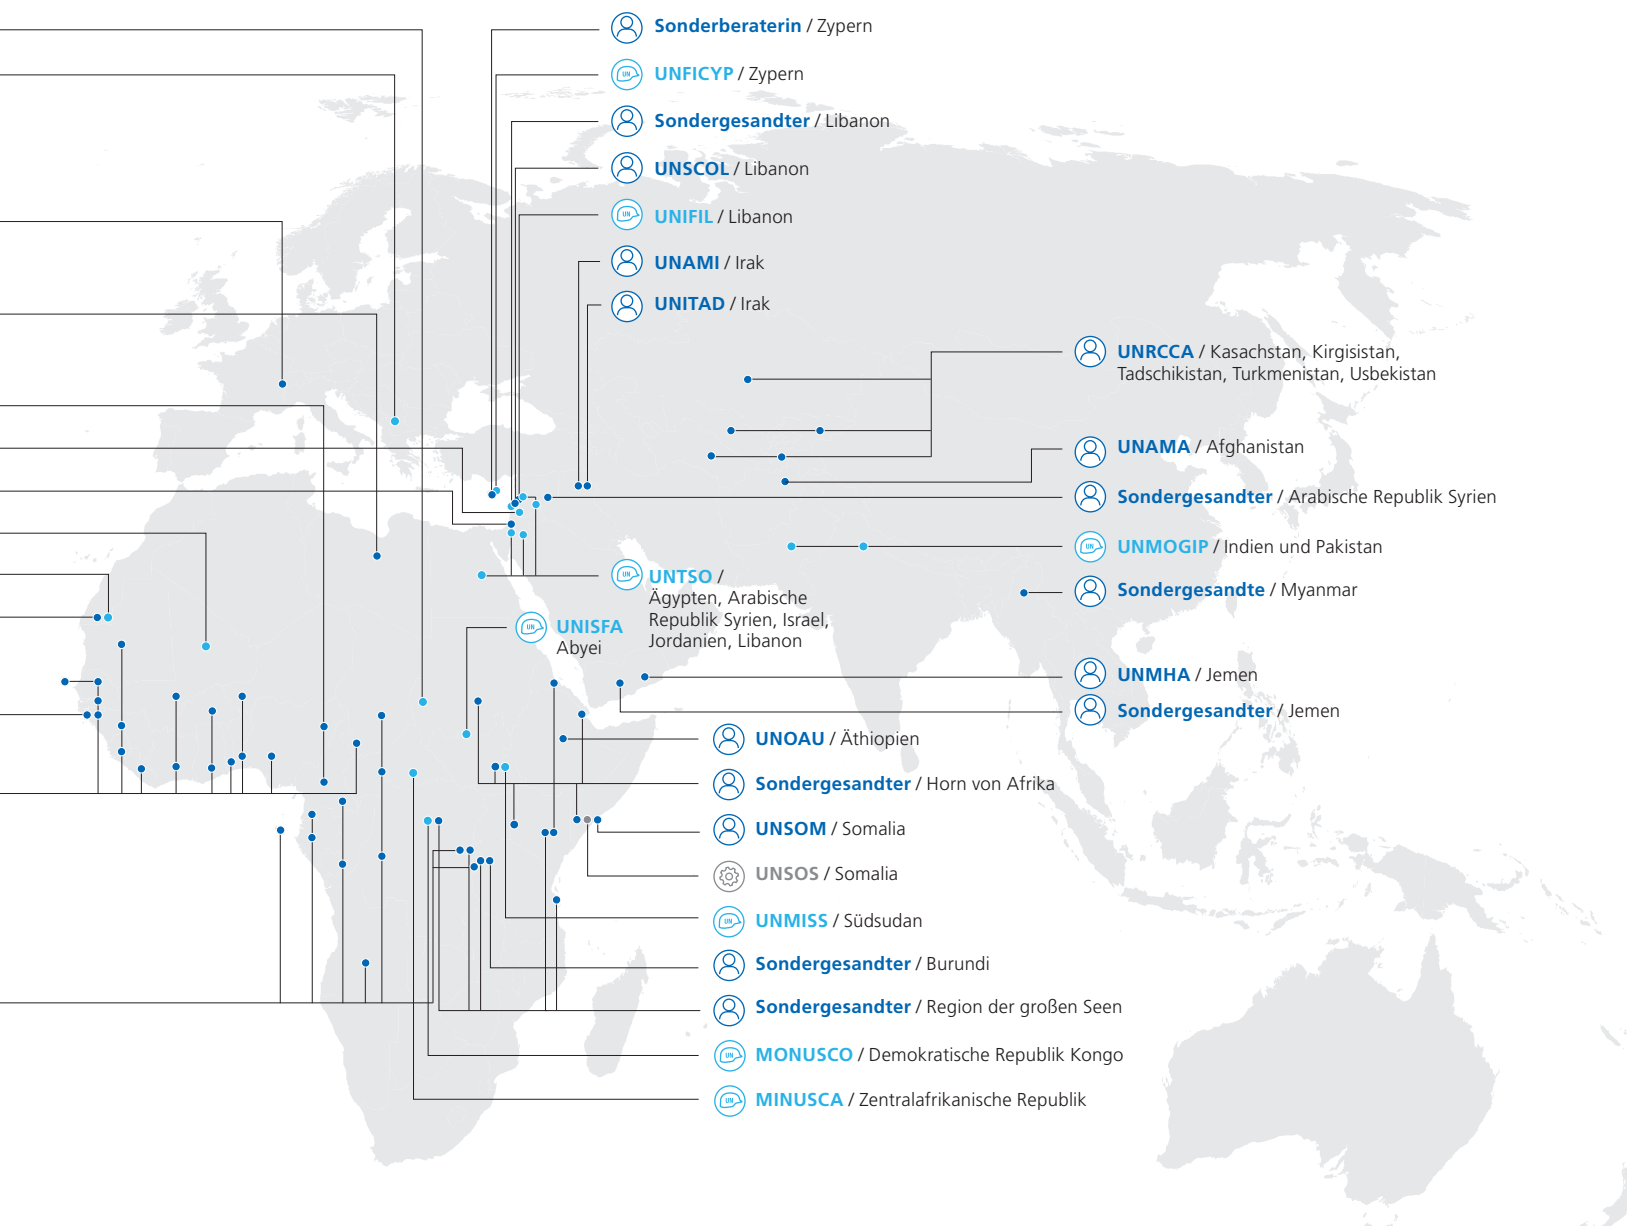 Sonderberaterin / Zypern
UNFICYP / Zypern
Sondergesandter / Libanon
UNSCOL / Libanon
UNIFIL / Libanon
UNAMI / Irak
UNITAD / Irak
UNRCCA / Kasachstan, Kirgisistan,
Tadschikistan, Turkmenistan, Usbekistan
UNAMA / Afghanistan
Sondergesandter / Arabische Republik Syrien
UN UNMOGIP / Indien und Pakistan
Sondergesandte / Myanmar
UNTSO /
Ägypten, Arabische
Republik Syrien, Israel,
Jordanien, Libanon
UNISFA
Abyei
UNMHA / Jemen
Sondergesandter / Jemen
UNOAU / Äthiopien
Sondergesandter / Horn von Afrika
UNSOM / Somalia
UNSOS / Somalia
UNMISS / Südsudan
Sondergesandter / Burundi
Sondergesandter / Region der großen Seen
MONUSCO / Demokratische Republik Kongo
MINUSCA / Zentralafrikanische Republik